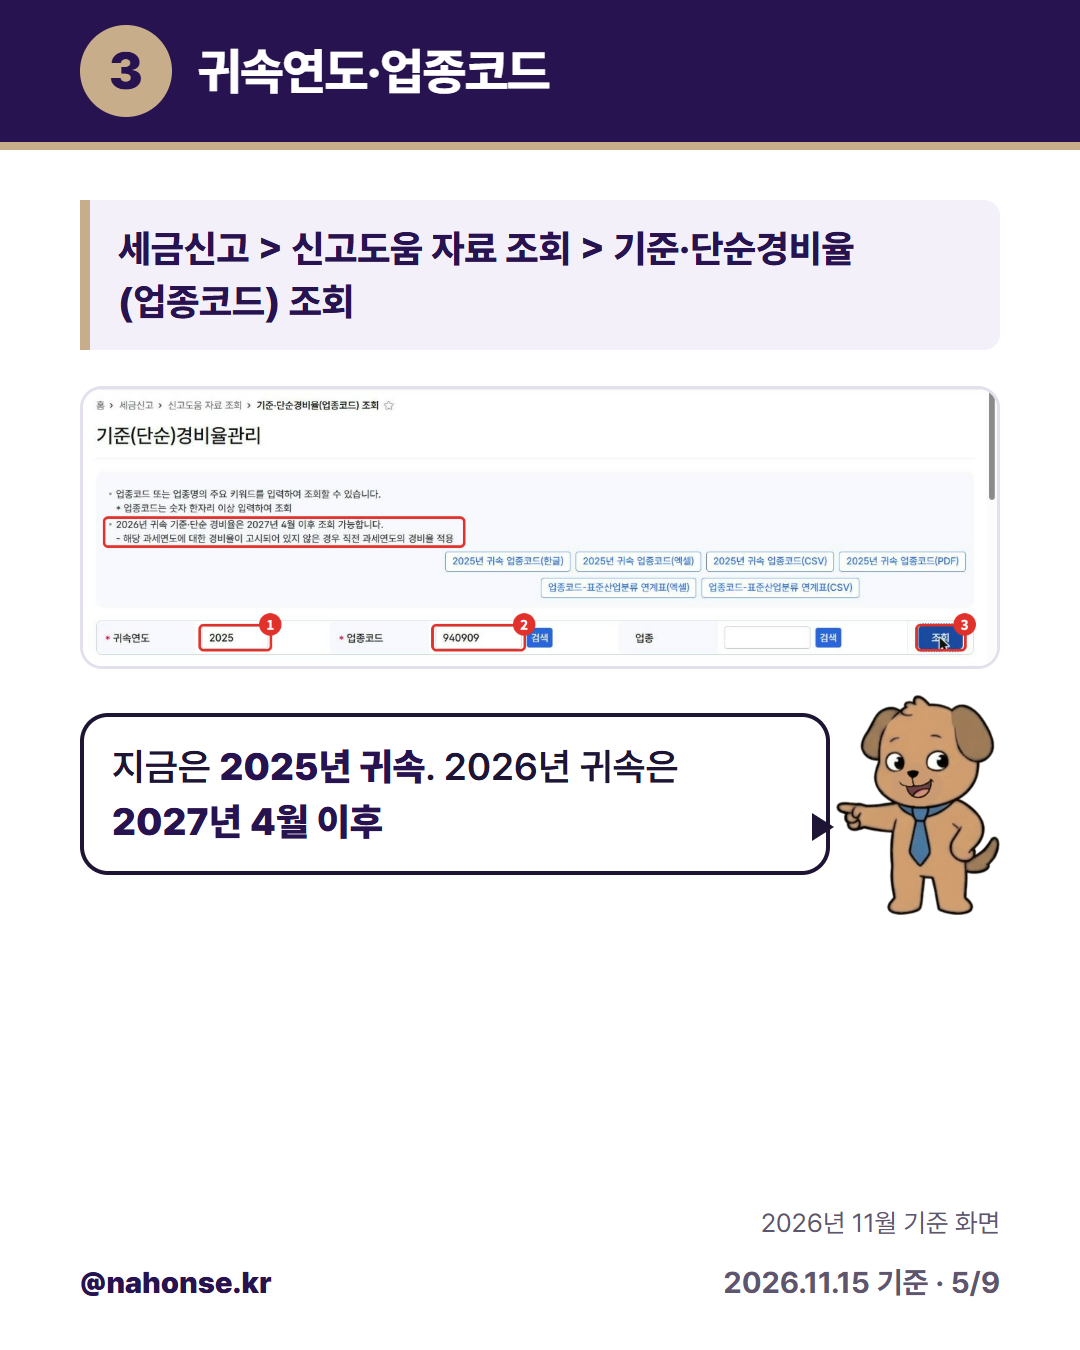 3 귀속연도·업종코드
세금신고 > 신고도움 자료 조회 > 기준·단순경비율
(업종코드) 조회
홈 › 세금신고 › 신고도움 자료 조회 › 기준·단순경비율(업종코드) 조회 ☆
기준(단순)경비율관리
• 업종코드 또는 업종명의 주요 키워드를 입력하여 조회할 수 있습니다.
* 업종코드는 숫자 한자리 이상 입력하여 조회
• 2026년 귀속 기준·단순 경비율은 2027년 4월 이후 조회 가능합니다.
- 해당 과세연도에 대한 경비율이 고시되어 있지 않은 경우 직전 과세연도의 경비율 적용
2025년 귀속 업종코드(한글) 2025년 귀속 업종코드(엑셀) 2025년 귀속 업종코드(CSV) 2025년 귀속 업종코드(PDF)
업종코드-표준산업분류 연계표(엑셀) 업종코드-표준산업분류 연계표(CSV)
* 귀속연도 2025 1 * 업종코드 940909 2 검색 업종 검색 조회 3
지금은 2025년 귀속. 2026년 귀속은
2027년 4월 이후
2026년 11월 기준 화면
@nahonse.kr 2026.11.15 기준 · 5/9